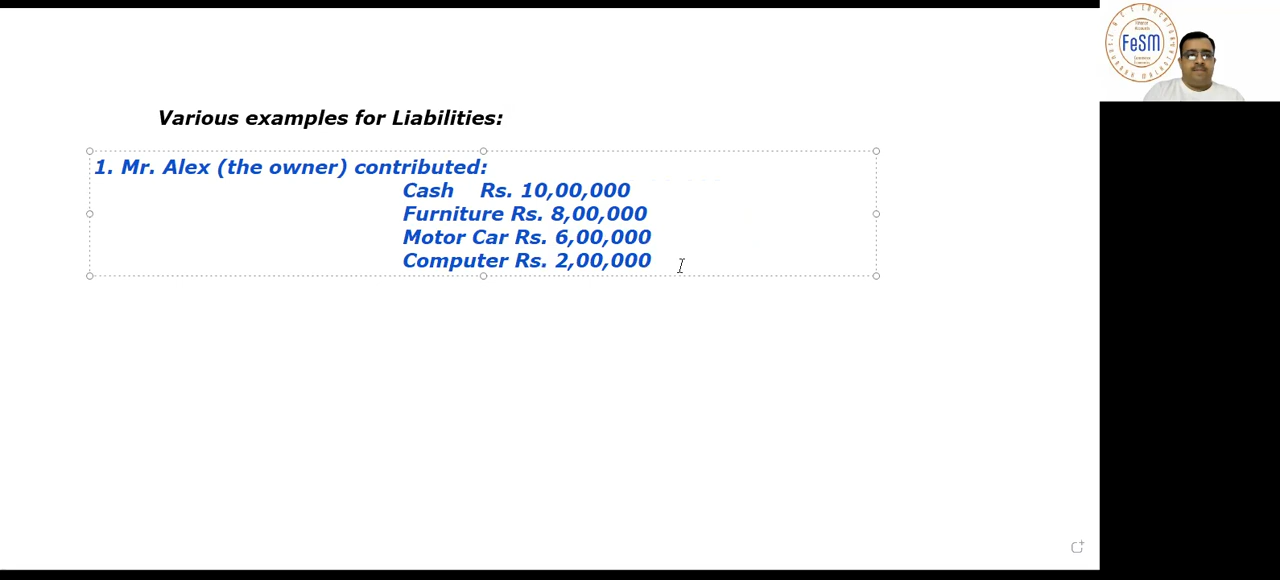 Various examples for Liabilities:
1. Mr. Alex (the owner) contributed:
Cash Rs. 10,00,000
Furniture Rs. 8,00,000
Motor Car Rs. 6,00,000
Computer Rs. 2,00,000
FeSM